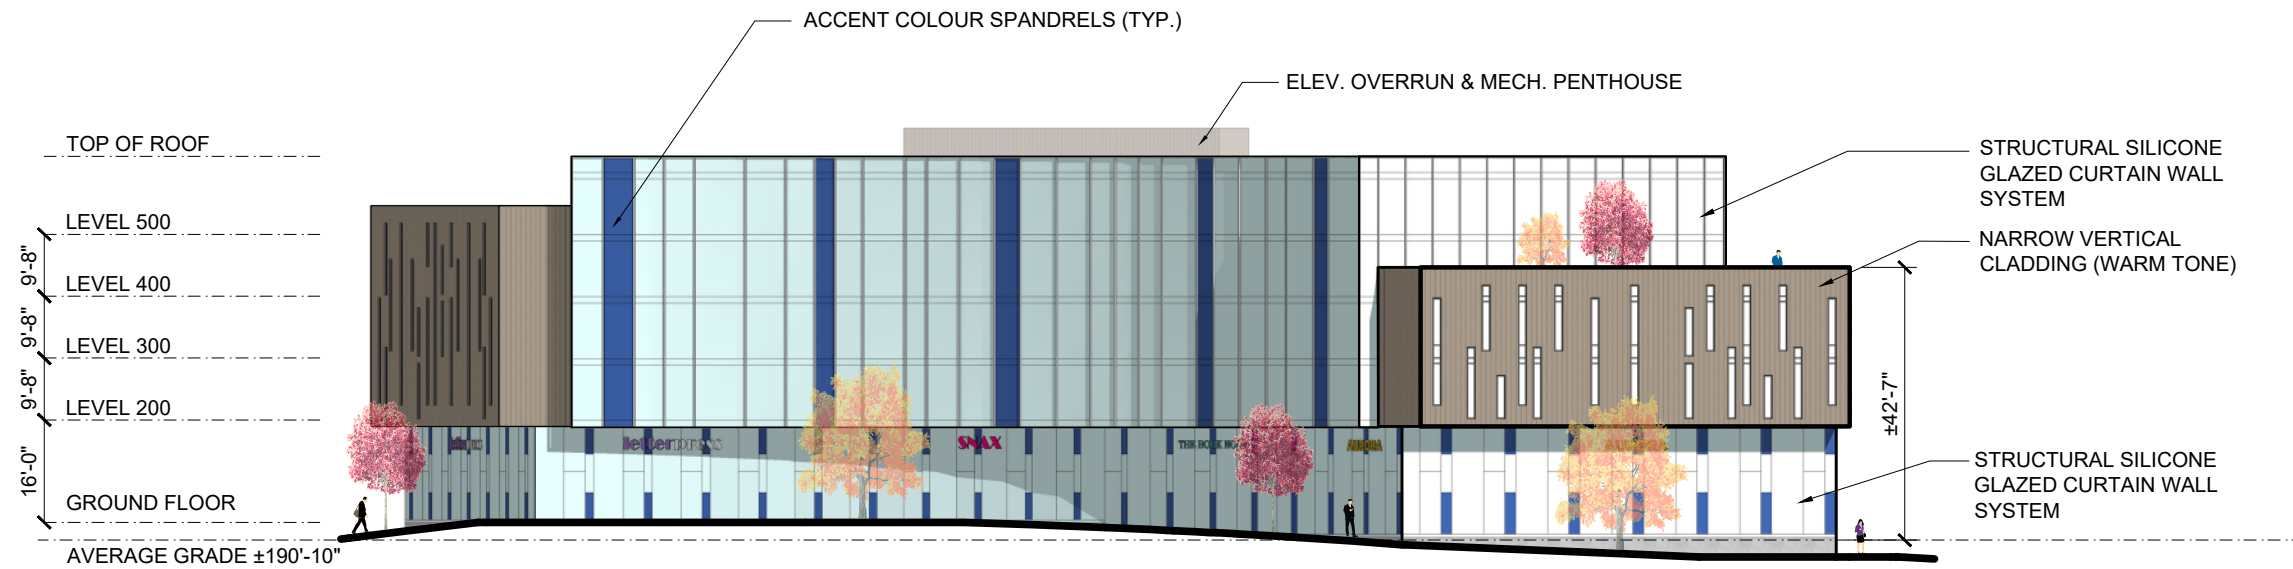 ACCENT COLOUR SPANDRELS (TYP.)
ELEV. OVERRUN & MECH. PENTHOUSE
TOP OF ROOF
STRUCTURAL SILICONE
GLAZED CURTAIN WALL
SYSTEM
LEVEL 500
NARROW VERTICAL
CLADDING (WARM TONE)
9'-8"
LEVEL 400
9'-8"
LEVEL 300
9'-8"
LEVEL 200
±42'-7"
letterpress
SNAX
THE BOOK
AURORA
16'-0"
STRUCTURAL SILICONE
GLAZED CURTAIN WALL
SYSTEM
GROUND FLOOR
AVERAGE GRADE ±190'-10"